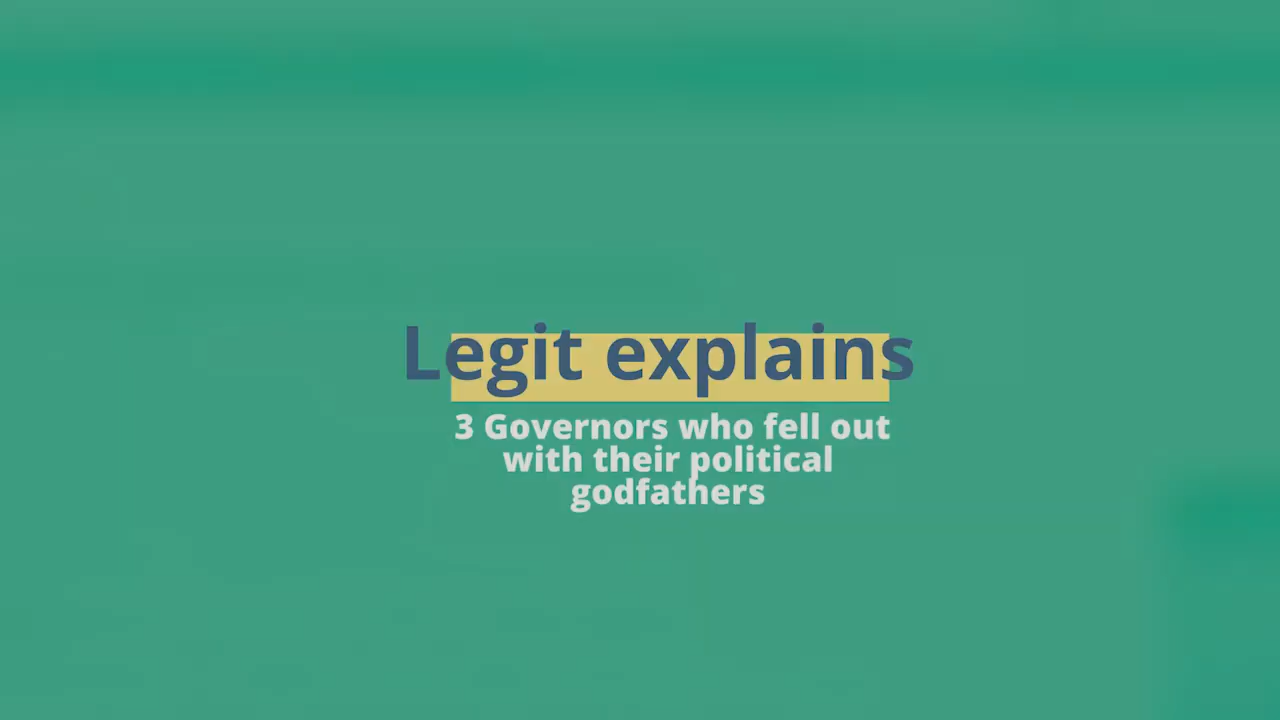 Legit explains
3 Governors who fell out
with their political
godfathers